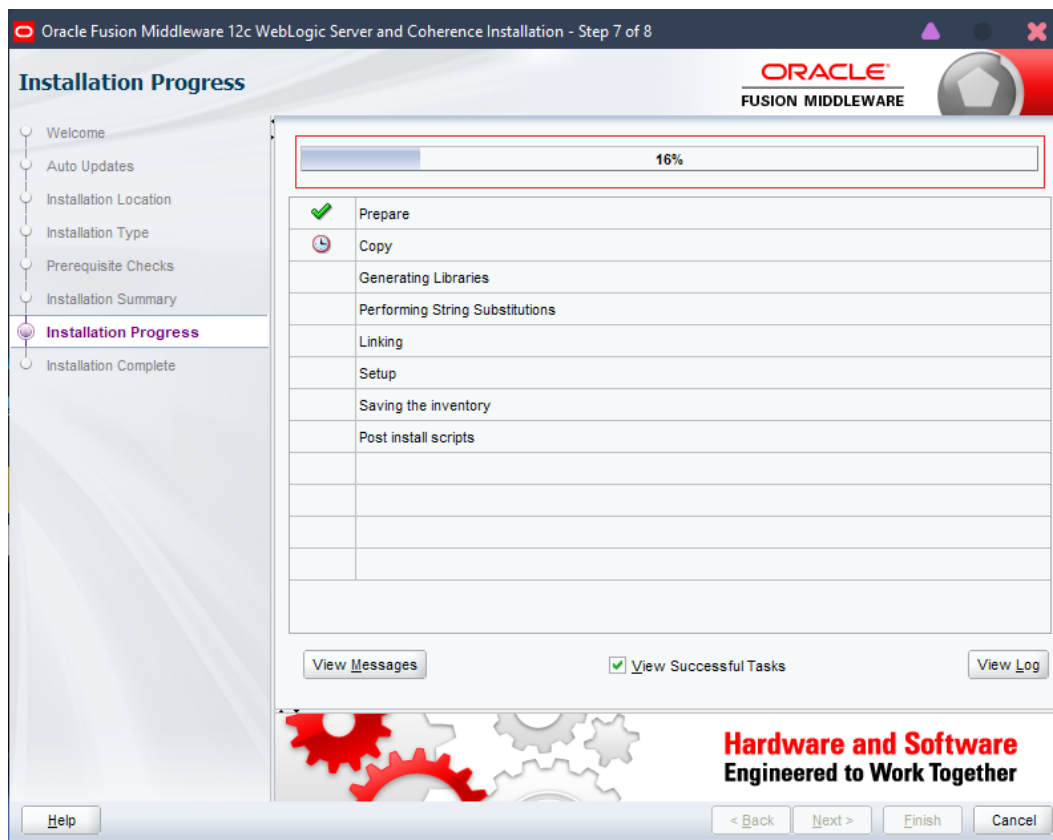 Oracle Fusion Middleware 12c WebLogic Server and Coherence Installation - Step 7 of 8
Installation Progress
ORACLE®
FUSION MIDDLEWARE
Welcome
Auto Updates
Installation Location
Installation Type
Prerequisite Checks
Installation Summary
Installation Progress
Installation Complete
16%
Prepare
Copy
Generating Libraries
Performing String Substitutions
Linking
Setup
Saving the inventory
Post install scripts
View Messages
View Successful Tasks
View Log
Hardware and Software
Engineered to Work Together
Help
< Back
Next >
Finish
Cancel